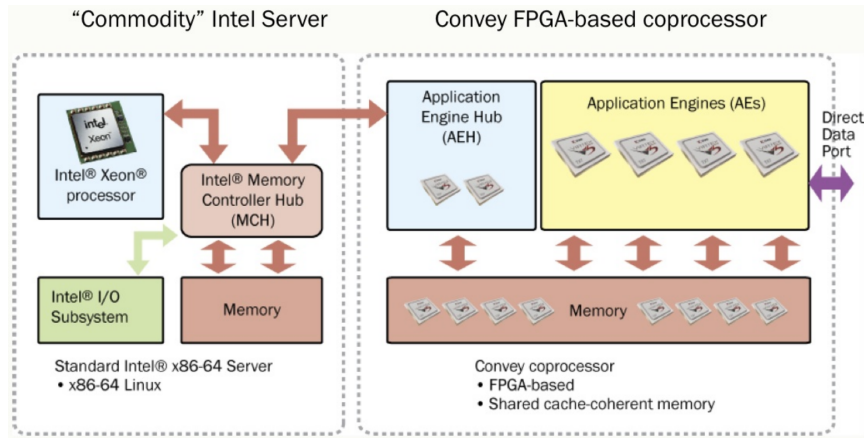 “Commodity” Intel Server
Convey FPGA-based coprocessor
intel
Xeon
Intel® Xeon®
processor
Intel® Memory
Controller Hub
(MCH)
Intel® I/O
Subsystem
Memory
Standard Intel® x86-64 Server
• x86-64 Linux
Application
Engine Hub
(AEH)
Application Engines (AEs)
Direct
Data
Port
Memory
Convey coprocessor
• FPGA-based
• Shared cache-coherent memory